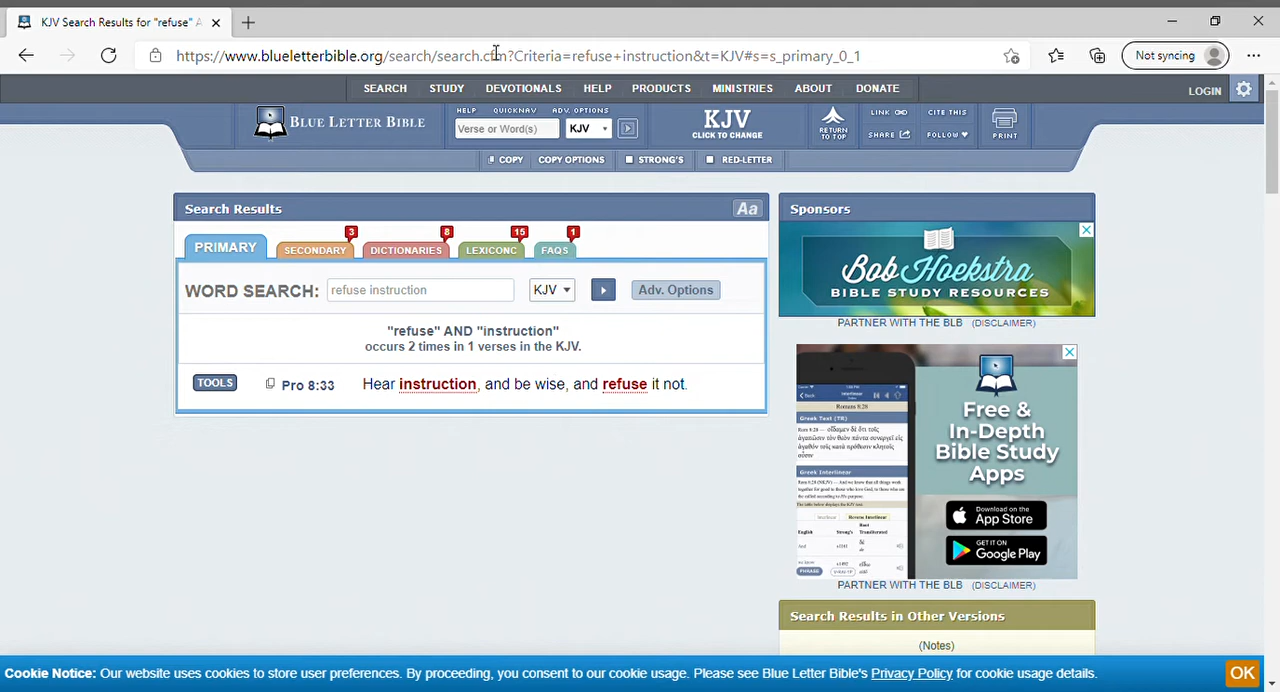 KJV Search Results for "refuse" A
https://www.blueletterbible.org/search/search.cfm?Criteria=refuse+instruction&t=KJV#s=s_primary_0_1
Not syncing
SEARCH STUDY DEVOTIONALS HELP PRODUCTS MINISTRIES ABOUT DONATE LOGIN
BLUE LETTER BIBLE
HELP QUICKNAV ADV. OPTIONS
Verse or Word(s) KJV
KJV
CLICK TO CHANGE
RETURN
TO TOP
LINK CITE THIS
SHARE FOLLOW
PRINT
COPY COPY OPTIONS STRONG'S RED-LETTER
Search Results Aa
PRIMARY
SECONDARY 3
DICTIONARIES 8
LEXICONC 15
FAQS 1
WORD SEARCH: refuse instruction KJV Adv. Options
"refuse" AND "instruction"
occurs 2 times in 1 verses in the KJV.
TOOLS Pro 8:33 Hear instruction, and be wise, and refuse it not.
Sponsors
Bob Hoekstra
BIBLE STUDY RESOURCES
PARTNER WITH THE BLB (DISCLAIMER)
Free &
In-Depth
Bible Study
Apps
Download on the
App Store
GET IT ON
Google Play
PARTNER WITH THE BLB (DISCLAIMER)
Search Results in Other Versions
(Notes)
Cookie Notice: Our website uses cookies to store user preferences. By proceeding, you consent to our cookie usage. Please see Blue Letter Bible's Privacy Policy for cookie usage details. OK